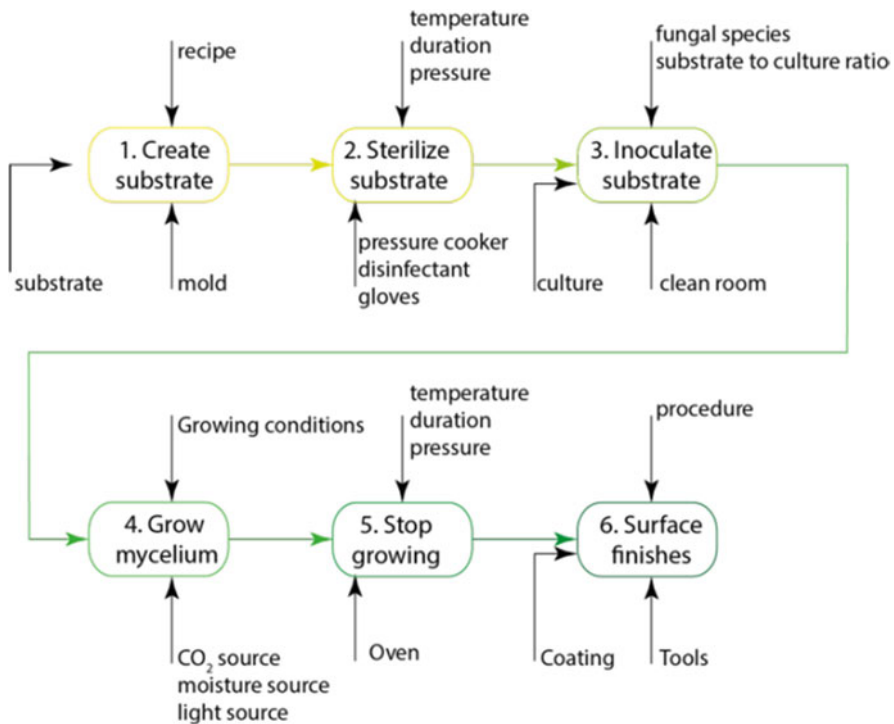 recipe
temperature
duration
pressure
fungal species
substrate to culture ratio
1. Create
substrate
2. Sterilize
substrate
3. Inoculate
substrate
substrate
mold
pressure cooker
disinfectant
gloves
culture
clean room
Growing conditions
temperature
duration
pressure
procedure
4. Grow
mycelium
5. Stop
growing
6. Surface
finishes
CO₂ source
moisture source
light source
Oven
Coating
Tools